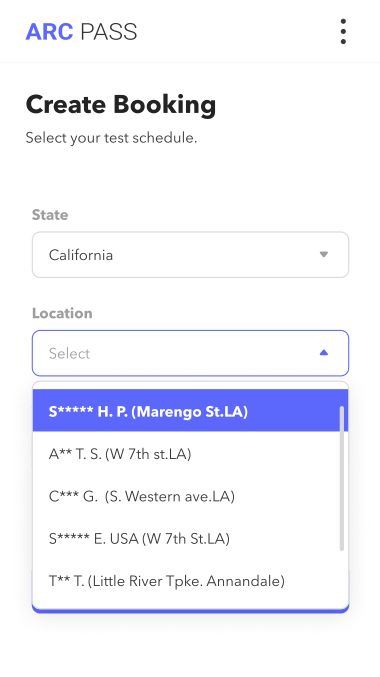 ARC PASS
Create Booking
Select your test schedule.
State
California
Location
Select
S***** H. P. (Marengo St.LA)
A** T. S. (W 7th st.LA)
C*** G.  (S. Western ave.LA)
S***** E. USA (W 7th St.LA)
T** T. (Little River Tpke. Annandale)